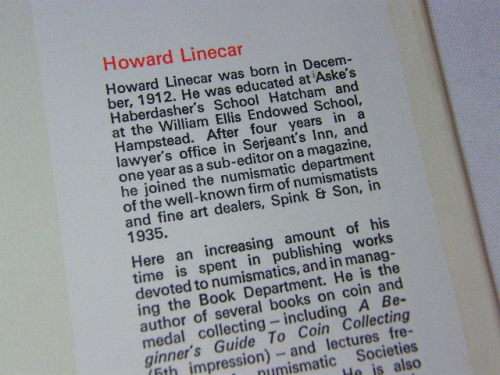 Howard Linecar
Howard Linecar was born in Decem-
ber, 1912. He was educated at Aske's
Haberdasher's School Hatcham and
at the William Ellis Endowed School,
Hampstead. After four years in a
lawyer's office in Serjeant's Inn, and
one year as a sub-editor on a magazine,
he joined the numismatic department
of the well-known firm of numismatists
and fine art dealers, Spink & Son, in
1935.
Here an increasing amount of his
time is spent in publishing works
devoted to numismatics, and in manag-
ing the Book Department. He is the
author of several books on coin and
medal collecting – including A Be-
ginner's Guide To Coin Collecting
(5th impression) – and lectures fre-
numismatic Societies
He is also